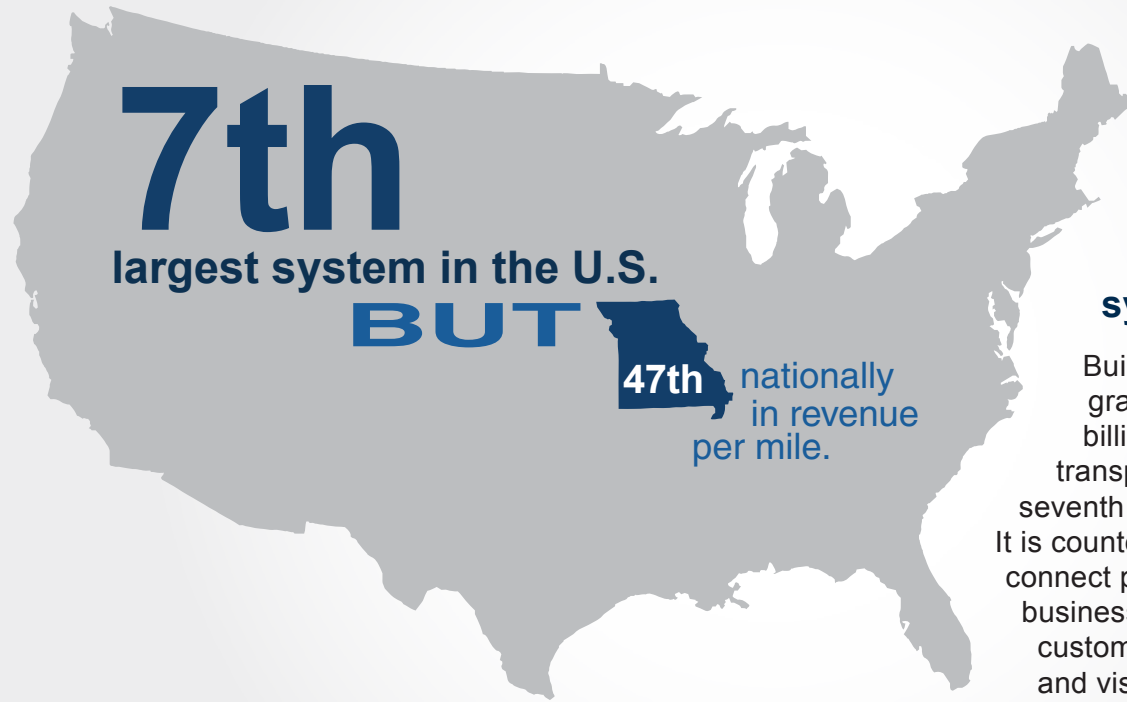 7th
largest system in the U.S.
BUT
47th nationally
in revenue
per mile.
Bui
gra
billi
transp
seventh
It is count
connect p
business
custom
and vis